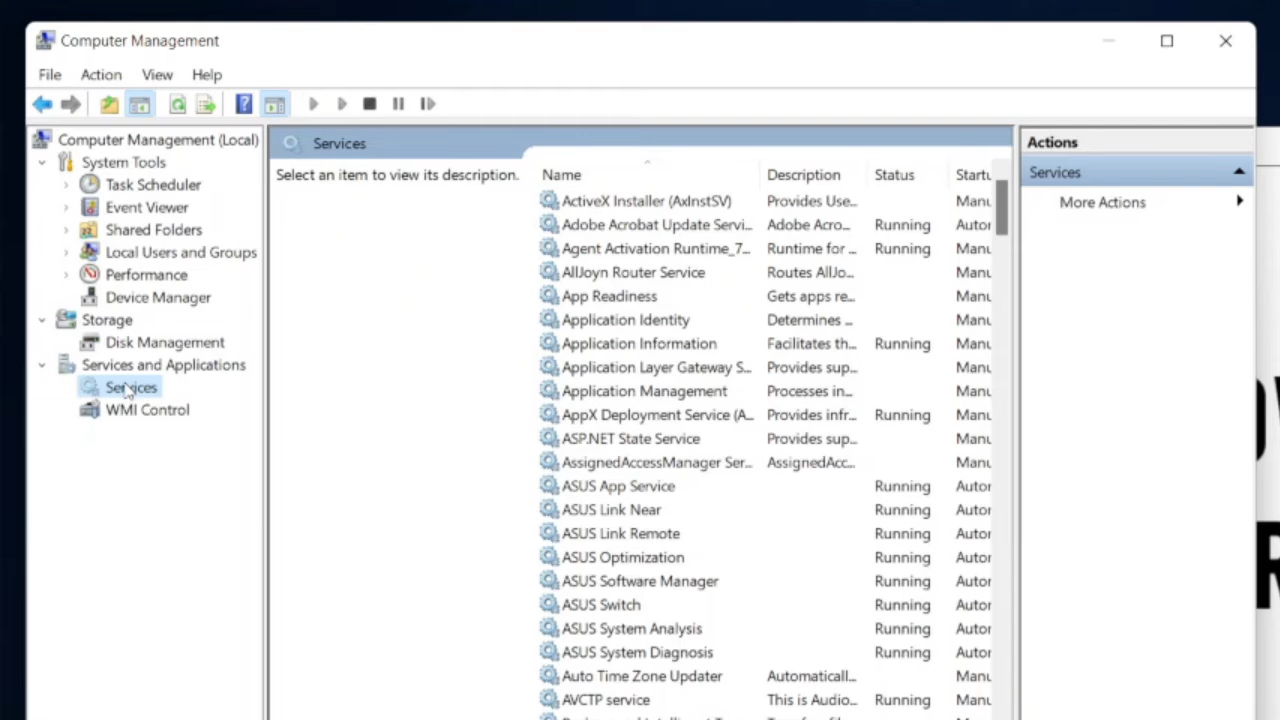 Computer Management
File Action View Help
Computer Management (Local)
System Tools
Task Scheduler
Event Viewer
Shared Folders
Local Users and Groups
Performance
Device Manager
Storage
Disk Management
Services and Applications
Services
WMI Control
Services
Select an item to view its description.
Name Description Status Startu
ActiveX Installer (AxInstSV) Provides Use... Manu
Adobe Acrobat Update Servi... Adobe Acro... Running Autor
Agent Activation Runtime_7... Runtime for ... Running Manu
AllJoyn Router Service Routes AllJo... Manu
App Readiness Gets apps re... Manu
Application Identity Determines ... Manu
Application Information Facilitates th... Running Manu
Application Layer Gateway S... Provides sup... Manu
Application Management Processes in... Manu
AppX Deployment Service (A... Provides infr... Running Manu
ASP.NET State Service Provides sup... Manu
AssignedAccessManager Ser... AssignedAcc... Manu
ASUS App Service Running Autor
ASUS Link Near Running Autor
ASUS Link Remote Running Autor
ASUS Optimization Running Autor
ASUS Software Manager Running Autor
ASUS Switch Running Autor
ASUS System Analysis Running Autor
ASUS System Diagnosis Running Autor
Auto Time Zone Updater Automaticall... Manu
AVCTP service This is Audio... Running Manu
Actions
Services
More Actions